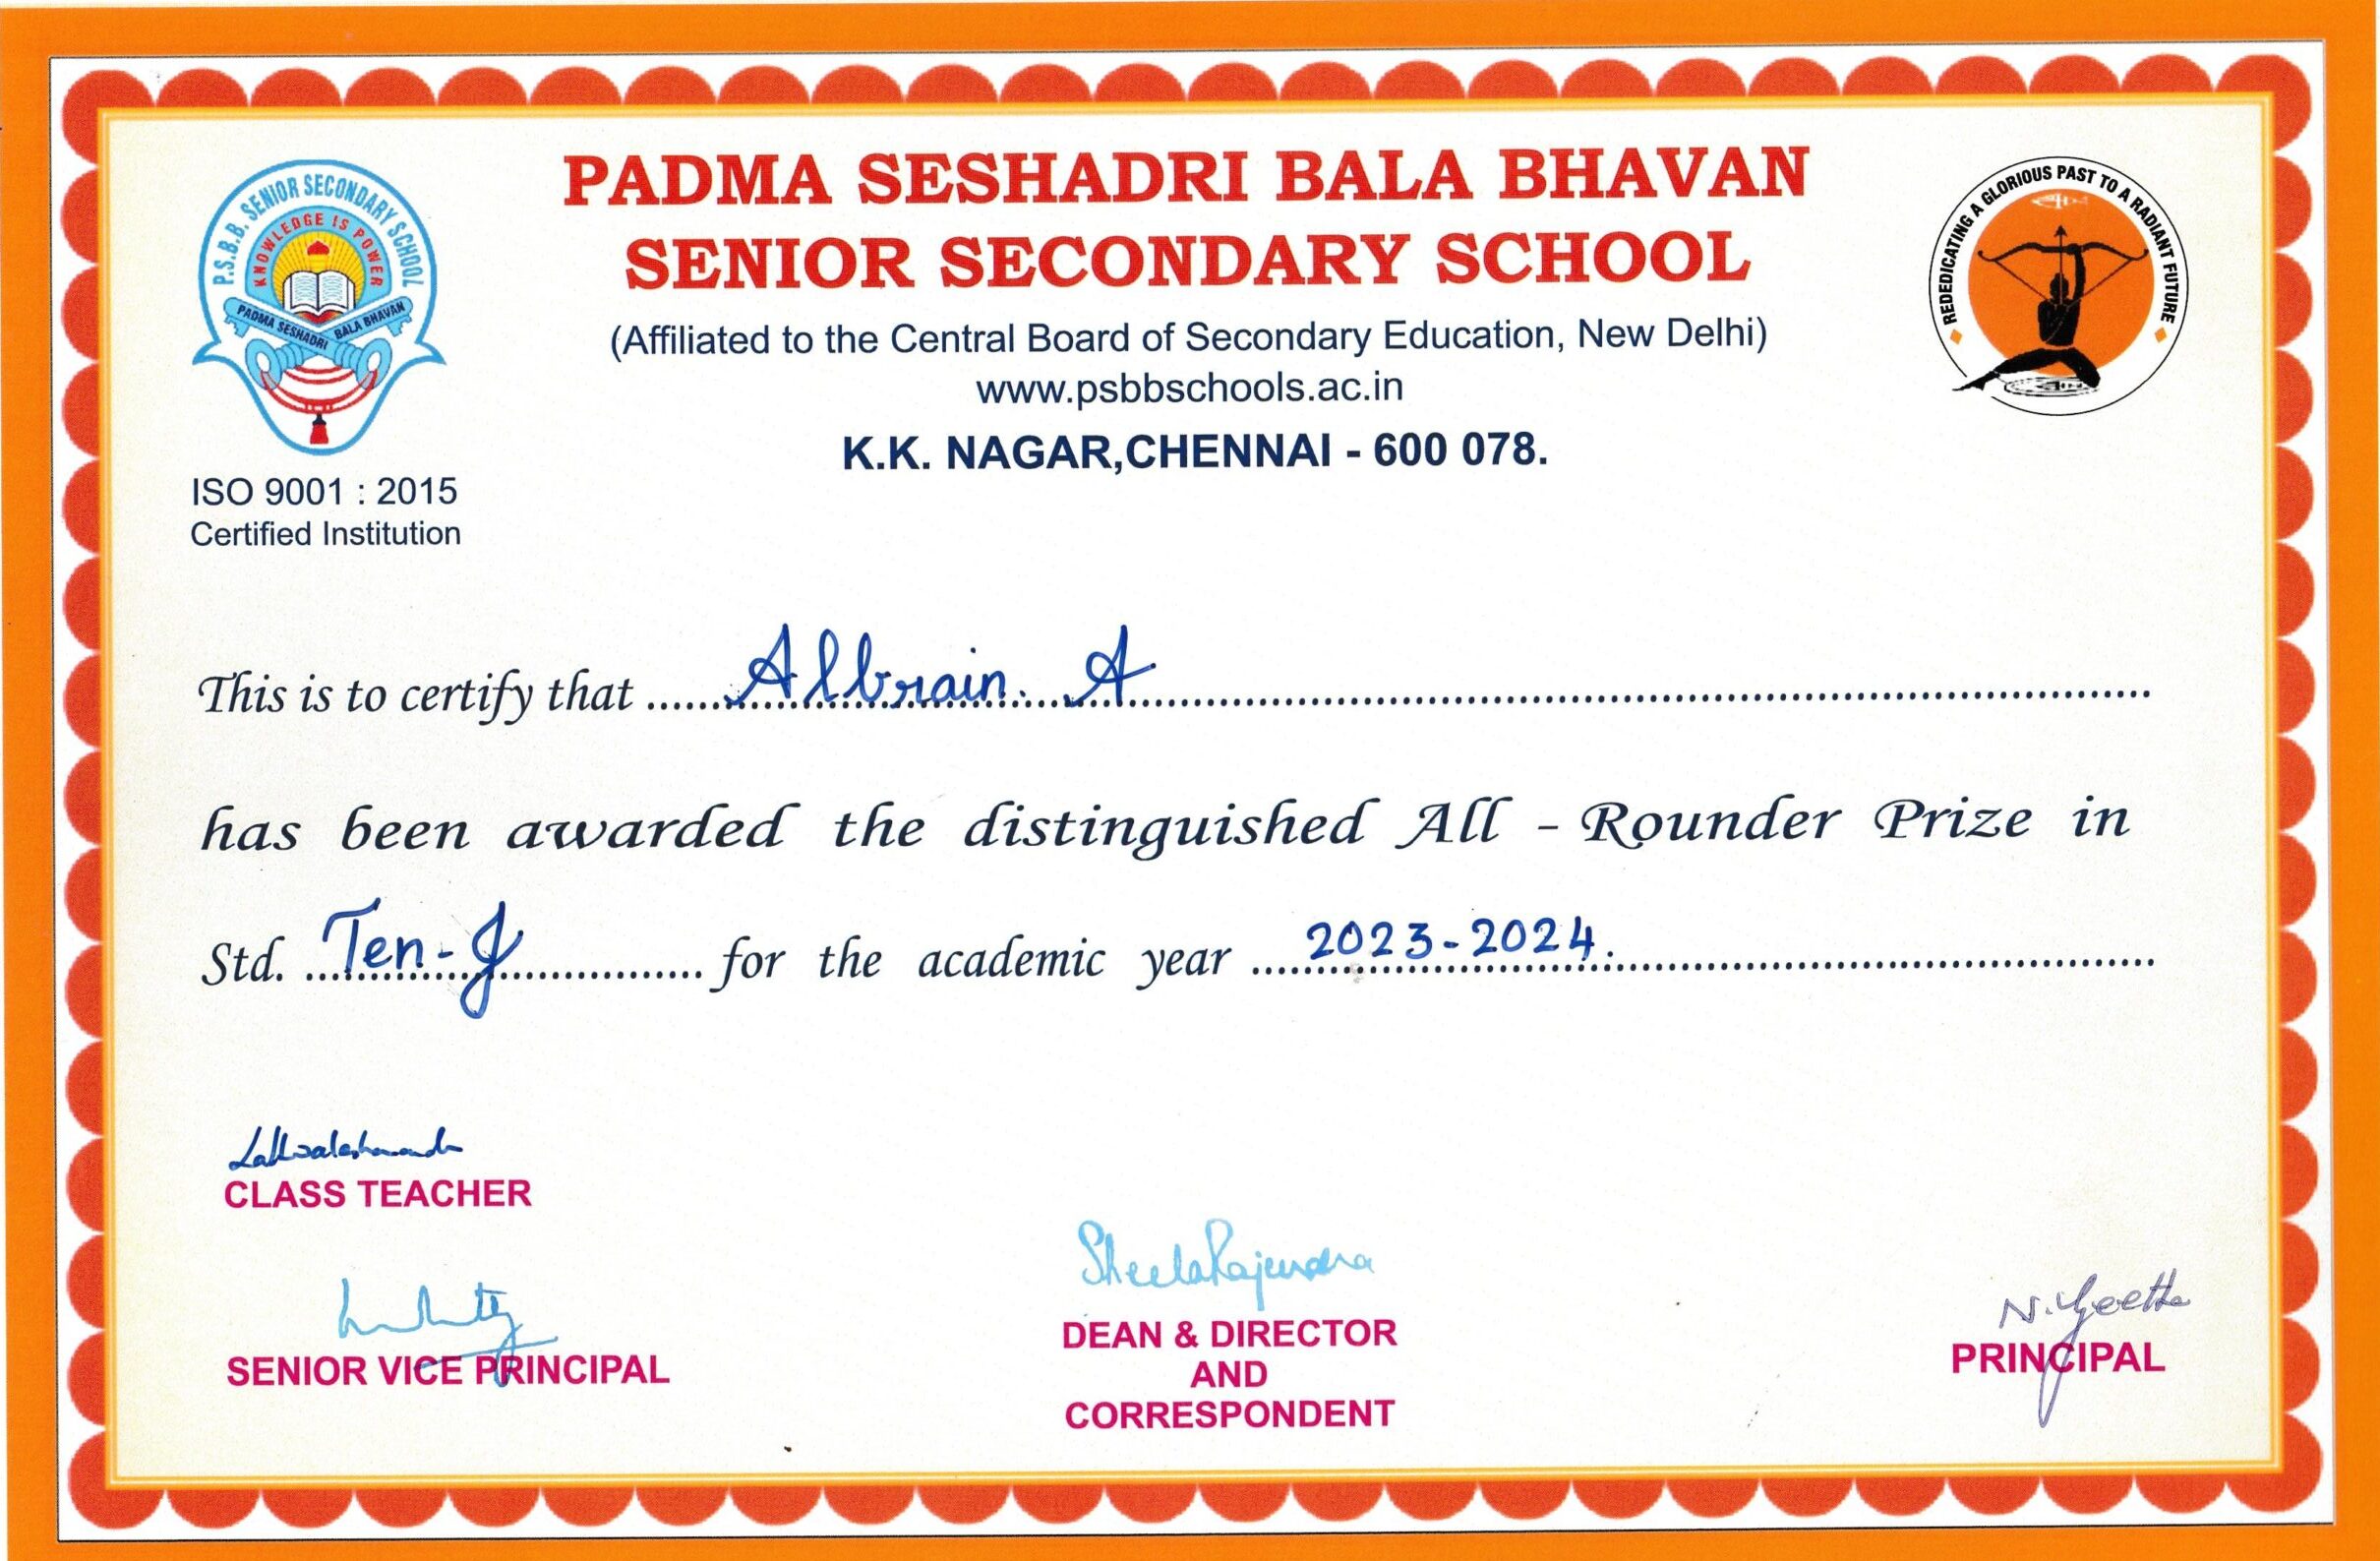 PADMA SESHADRI BALA BHAVAN
SENIOR SECONDARY SCHOOL
(Affiliated to the Central Board of Secondary Education, New Delhi)
www.psbbschools.ac.in
K.K. NAGAR,CHENNAI - 600 078.
P.S.B.B. SENIOR SECONDARY SCHOOL
KNOWLEDGE IS POWER
PADMA SESHADRI BALA BHAVAN
ISO 9001 : 2015
Certified Institution
REDEDICATING A GLORIOUS PAST TO A RADIANT FUTURE
This is to certify that Albrain. A
has been awarded the distinguished All - Rounder Prize in
Std. Ten-J for the academic year 2023-2024.
CLASS TEACHER
SENIOR VICE PRINCIPAL
Sheela Rajendra
DEAN & DIRECTOR
AND
CORRESPONDENT
N. Geetha
PRINCIPAL